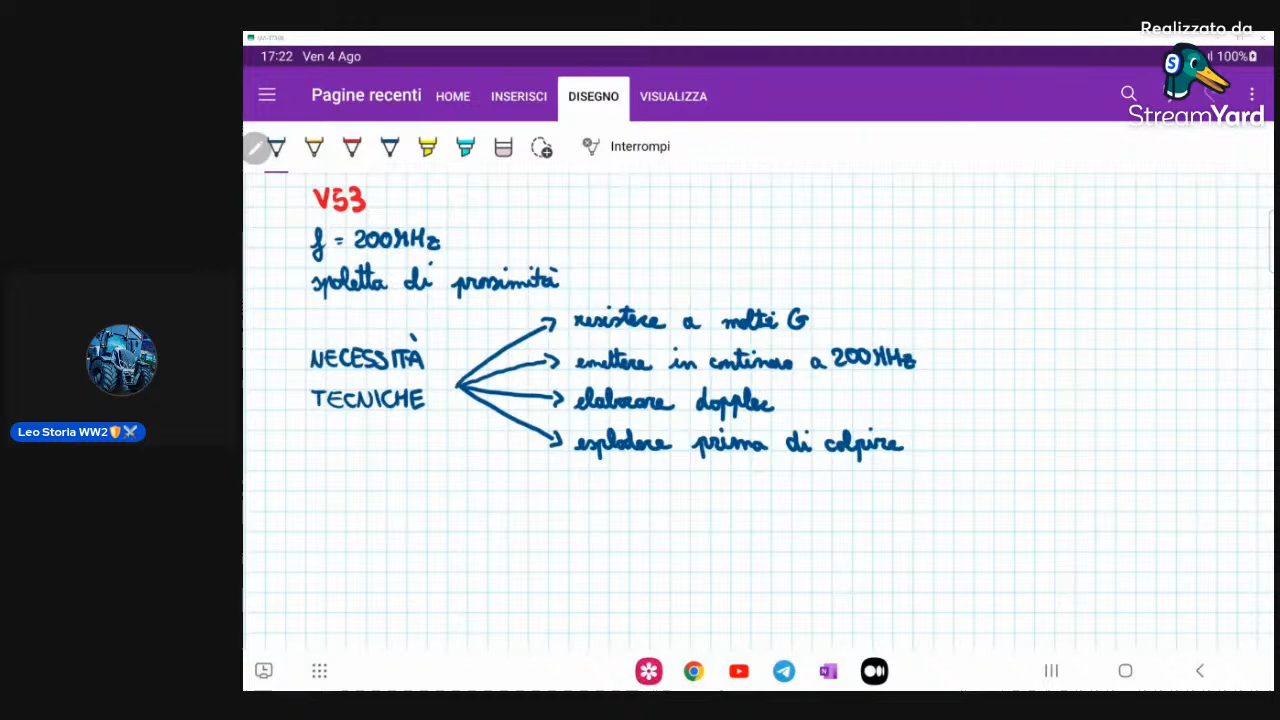 Realizzato da
StreamYard
17:22 Ven 4 Ago
100%
Pagine recenti HOME INSERISCI DISEGNO VISUALIZZA
Interrompi
V53
f = 200MHz
spoletta di prossimità
NECESSITÀ
TECNICHE
resistere a molti G
emettere in continuo a 200MHz
elaborare doppler
esplodere prima di colpire
Leo Storia WW2🛡️⚔️